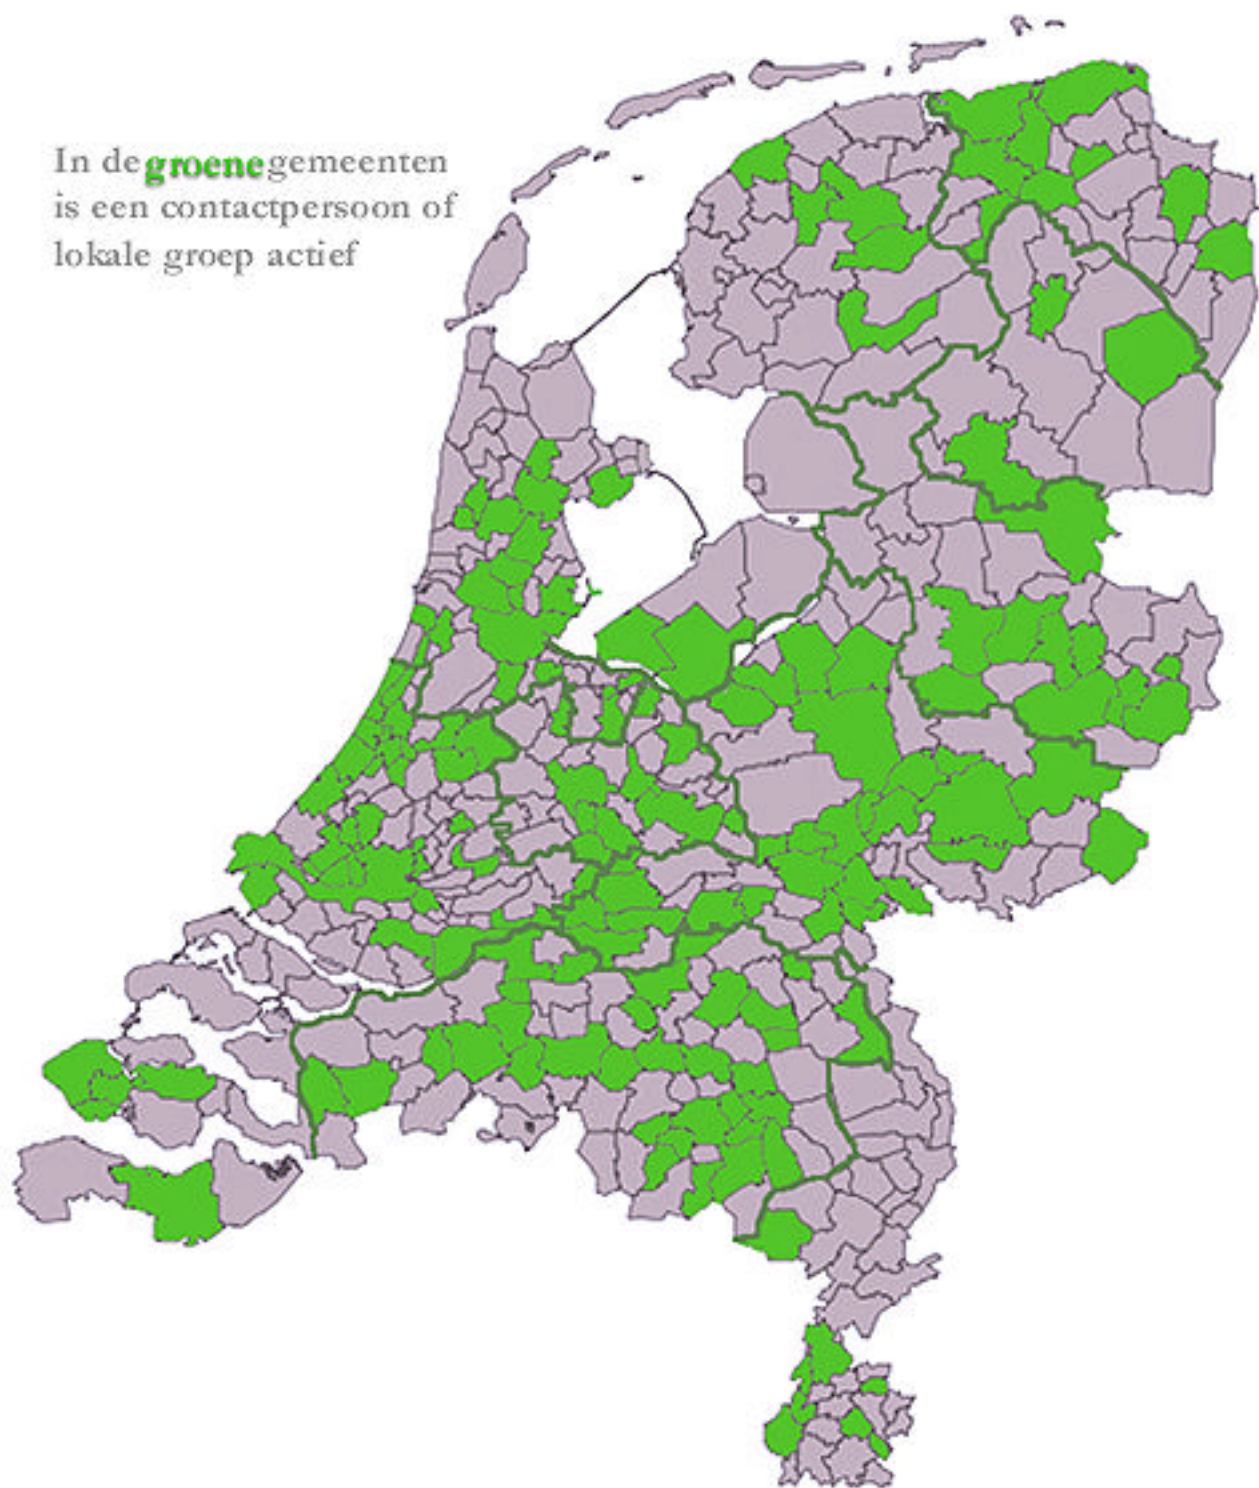 In de groene gemeenten
is een contactpersoon of
lokale groep actief